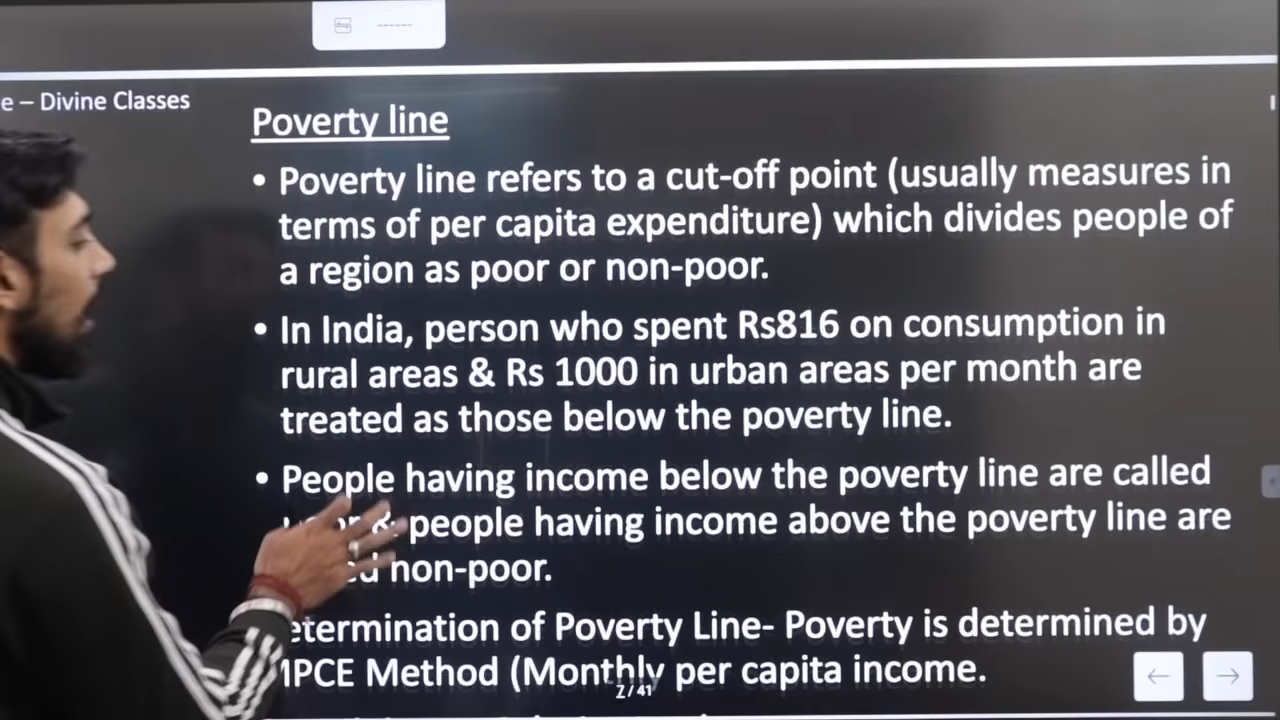 e – Divine Classes
Poverty line
• Poverty line refers to a cut-off point (usually measures in
terms of per capita expenditure) which divides people of
a region as poor or non-poor.
• In India, person who spent Rs816 on consumption in
rural areas & Rs 1000 in urban areas per month are
treated as those below the poverty line.
• People having income below the poverty line are called
& people having income above the poverty line are
non-poor.
etermination of Poverty Line- Poverty is determined by
MPCE Method (Monthly per capita income.
7/41